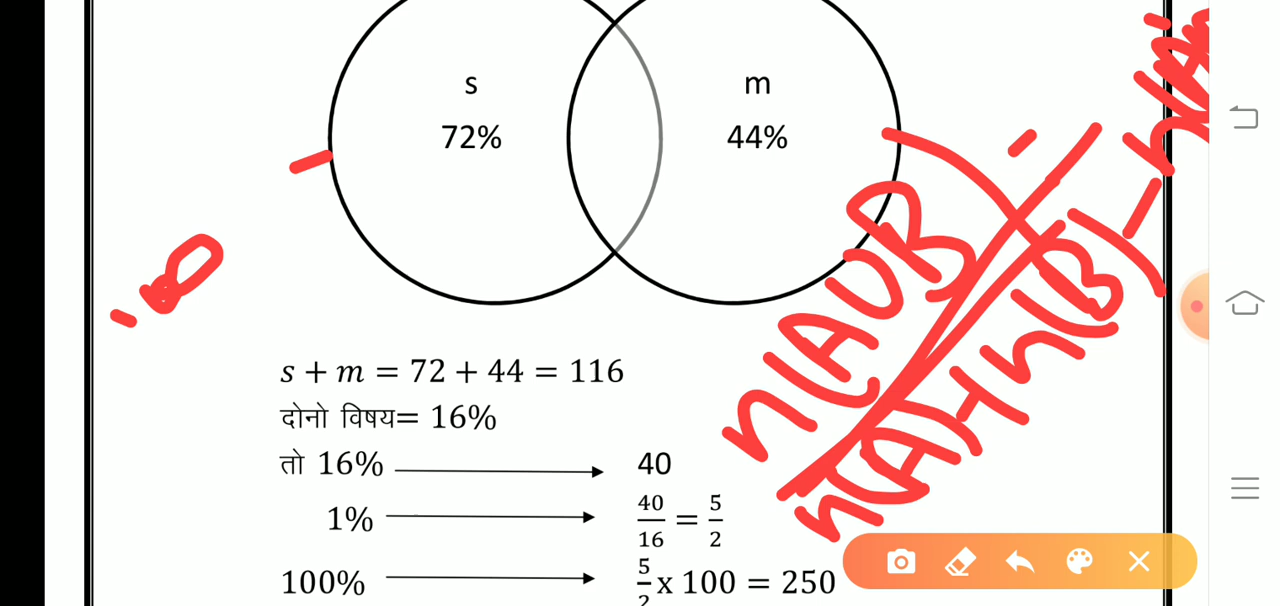 s m
72% 44%
s + m = 72 + 44 = 116
दोनो विषय= 16%
तो 16% 40
1% 40/16 = 5/2
100% 5/2 x 100 = 250
n(AUB)
n(A)+n(B)-n(A